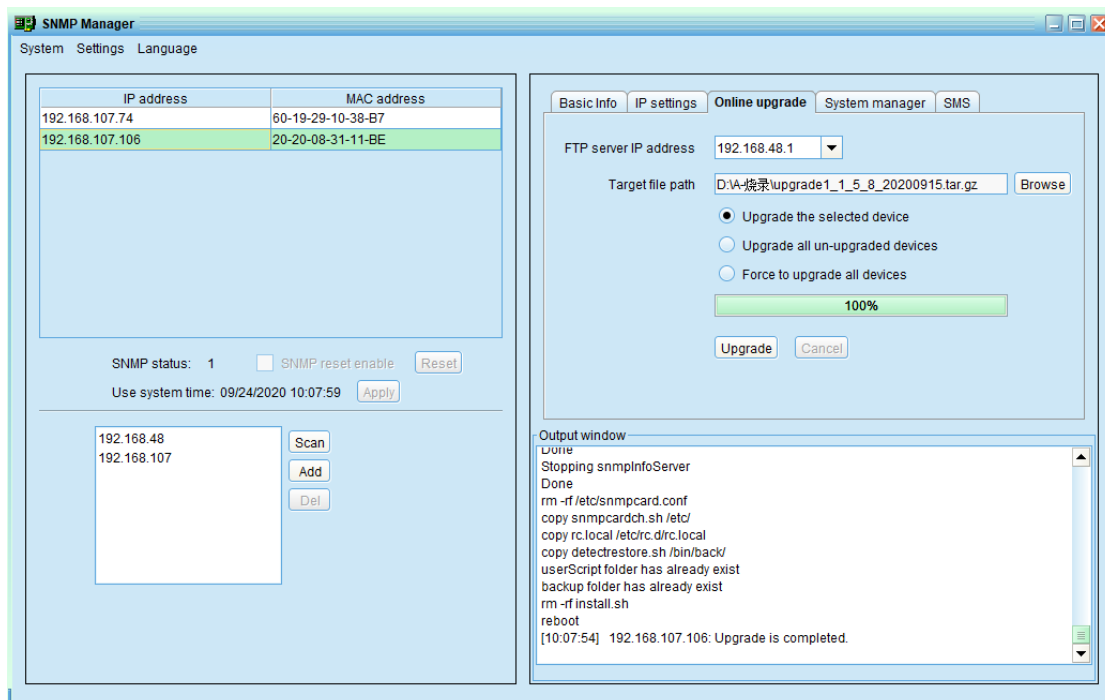 SNMP Manager
System Settings Language
IP address MAC address
192.168.107.74 60-19-29-10-38-B7
192.168.107.106 20-20-08-31-11-BE
SNMP status: 1 SNMP reset enable Reset
Use system time: 09/24/2020 10:07:59 Apply
192.168.48
192.168.107
Scan
Add
Del
Basic Info IP settings Online upgrade System manager SMS
FTP server IP address 192.168.48.1
Target file path D:\A-烧录\upgrade1_1_5_8_20200915.tar.gz Browse
Upgrade the selected device
Upgrade all un-upgraded devices
Force to upgrade all devices
100%
Upgrade Cancel
Output window
Done
Stopping snmpInfoServer
Done
rm -rf /etc/snmpcard.conf
copy snmpcardch.sh /etc/
copy rc.local /etc/rc.d/rc.local
copy detectrestore.sh /bin/back/
userScript folder has already exist
backup folder has already exist
rm -rf install.sh
reboot
[10:07:54] 192.168.107.106: Upgrade is completed.